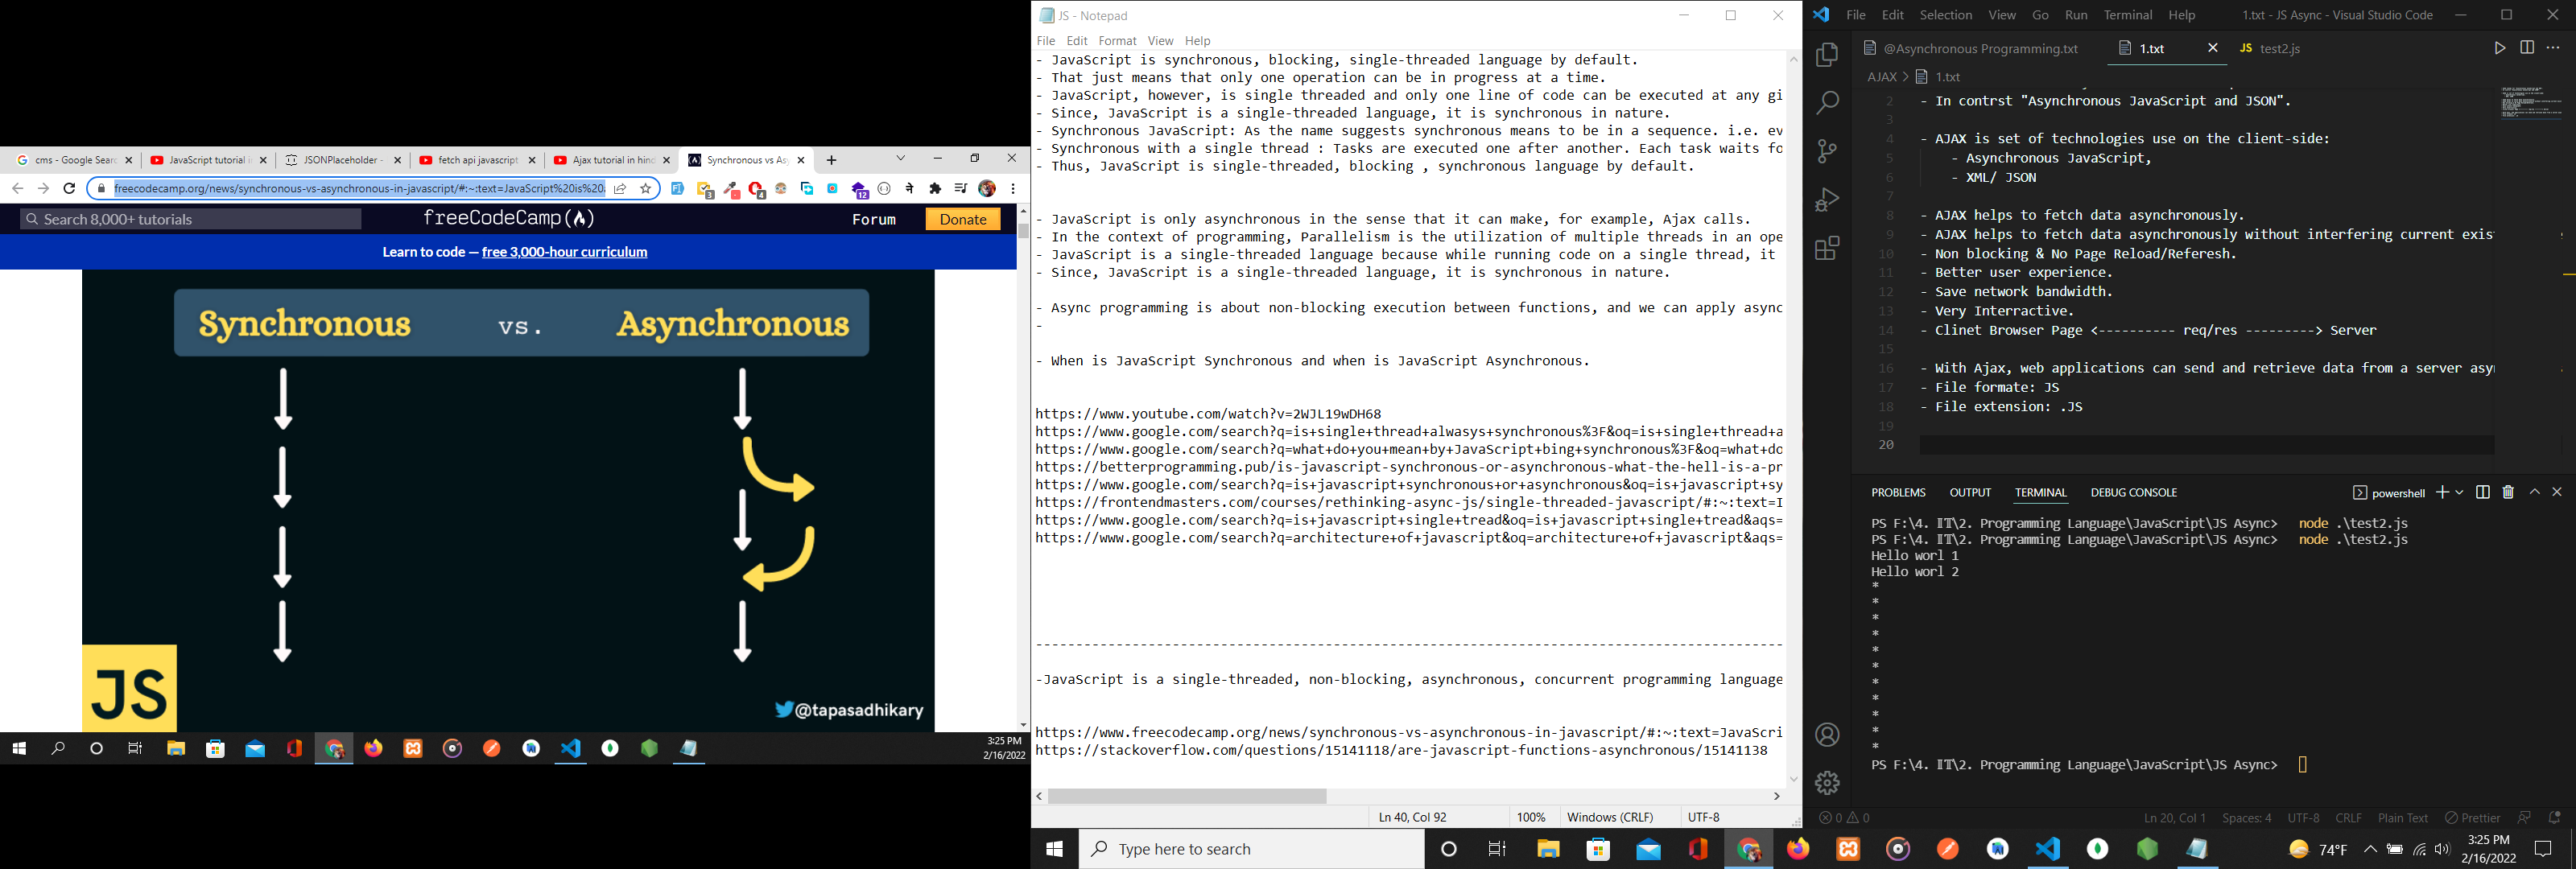 cms - Google Searc
JavaScript tutorial i
JSONPlaceholder -
fetch api javascript
Ajax tutorial in hind
Synchronous vs As
freecodecamp.org/news/synchronous-vs-asynchronous-in-javascript/#:~:text=JavaScript%20is%20
3
4
12
Search 8,000+ tutorials
freeCodeCamp
Forum
Donate
Learn to code — free 3,000-hour curriculum
Synchronous vs. Asynchronous
JS
@tapasadhikary
3:25 PM
2/16/2022
JS - Notepad
File Edit Format View Help
- JavaScript is synchronous, blocking, single-threaded language by default.
- That just means that only one operation can be in progress at a time.
- JavaScript, however, is single threaded and only one line of code can be executed at any gi
- Since, JavaScript is a single-threaded language, it is synchronous in nature.
- Synchronous JavaScript: As the name suggests synchronous means to be in a sequence. i.e. ev
- Synchronous with a single thread : Tasks are executed one after another. Each task waits fo
- Thus, JavaScript is single-threaded, blocking , synchronous language by default.
- JavaScript is only asynchronous in the sense that it can make, for example, Ajax calls.
- In the context of programming, Parallelism is the utilization of multiple threads in an ope
- JavaScript is a single-threaded language because while running code on a single thread, it
- Since, JavaScript is a single-threaded language, it is synchronous in nature.
- Async programming is about non-blocking execution between functions, and we can apply async
-
- When is JavaScript Synchronous and when is JavaScript Asynchronous.
https://www.youtube.com/watch?v=2WJL19wDH68
https://www.google.com/search?q=is+single+thread+alwasys+synchronous%3F&oq=is+single+thread+a
https://www.google.com/search?q=what+do+you+mean+by+JavaScript+bing+synchronous%3F&oq=what+do
https://betterprogramming.pub/is-javascript-synchronous-or-asynchronous-what-the-hell-is-a-pr
https://www.google.com/search?q=is+javascript+synchronous+or+asynchronous&oq=is+javascript+sy
https://frontendmasters.com/courses/rethinking-async-js/single-threaded-javascript/#:~:text=I
https://www.google.com/search?q=is+javascript+single+tread&oq=is+javascript+single+tread&aqs=
https://www.google.com/search?q=architecture+of+javascript&oq=architecture+of+javascript&aqs=
--------------------------------------------------------------------------------------------
-JavaScript is a single-threaded, non-blocking, asynchronous, concurrent programming language
https://www.freecodecamp.org/news/synchronous-vs-asynchronous-in-javascript/#:~:text=JavaScri
https://stackoverflow.com/questions/15141118/are-javascript-functions-asynchronous/15141138
Ln 40, Col 92 100% Windows (CRLF) UTF-8
Type here to search
File Edit Selection View Go Run Terminal Help 1.txt - JS Async - Visual Studio Code
@Asynchronous Programming.txt 1.txt JS test2.js
AJAX > 1.txt
2 - In contrst "Asynchronous JavaScript and JSON".
3
4 - AJAX is set of technologies use on the client-side:
5 - Asynchronous JavaScript,
6 - XML/ JSON
7
8 - AJAX helps to fetch data asynchronously.
9 - AJAX helps to fetch data asynchronously without interfering current exis
10 - Non blocking & No Page Reload/Referesh.
11 - Better user experience.
12 - Save network bandwidth.
13 - Very Interractive.
14 - Clinet Browser Page <---------- req/res ---------> Server
15
16 - With Ajax, web applications can send and retrieve data from a server asy
17 - File formate: JS
18 - File extension: .JS
19
20
PROBLEMS OUTPUT TERMINAL DEBUG CONSOLE powershell
PS F:\4. IT\2. Programming Language\JavaScript\JS Async> node .\test2.js
PS F:\4. IT\2. Programming Language\JavaScript\JS Async> node .\test2.js
Hello worl 1
Hello worl 2
*
*
*
*
*
*
*
*
*
*
*
PS F:\4. IT\2. Programming Language\JavaScript\JS Async>
0 0 Ln 20, Col 1 Spaces: 4 UTF-8 CRLF Plain Text Prettier
74°F
3:25 PM
2/16/2022